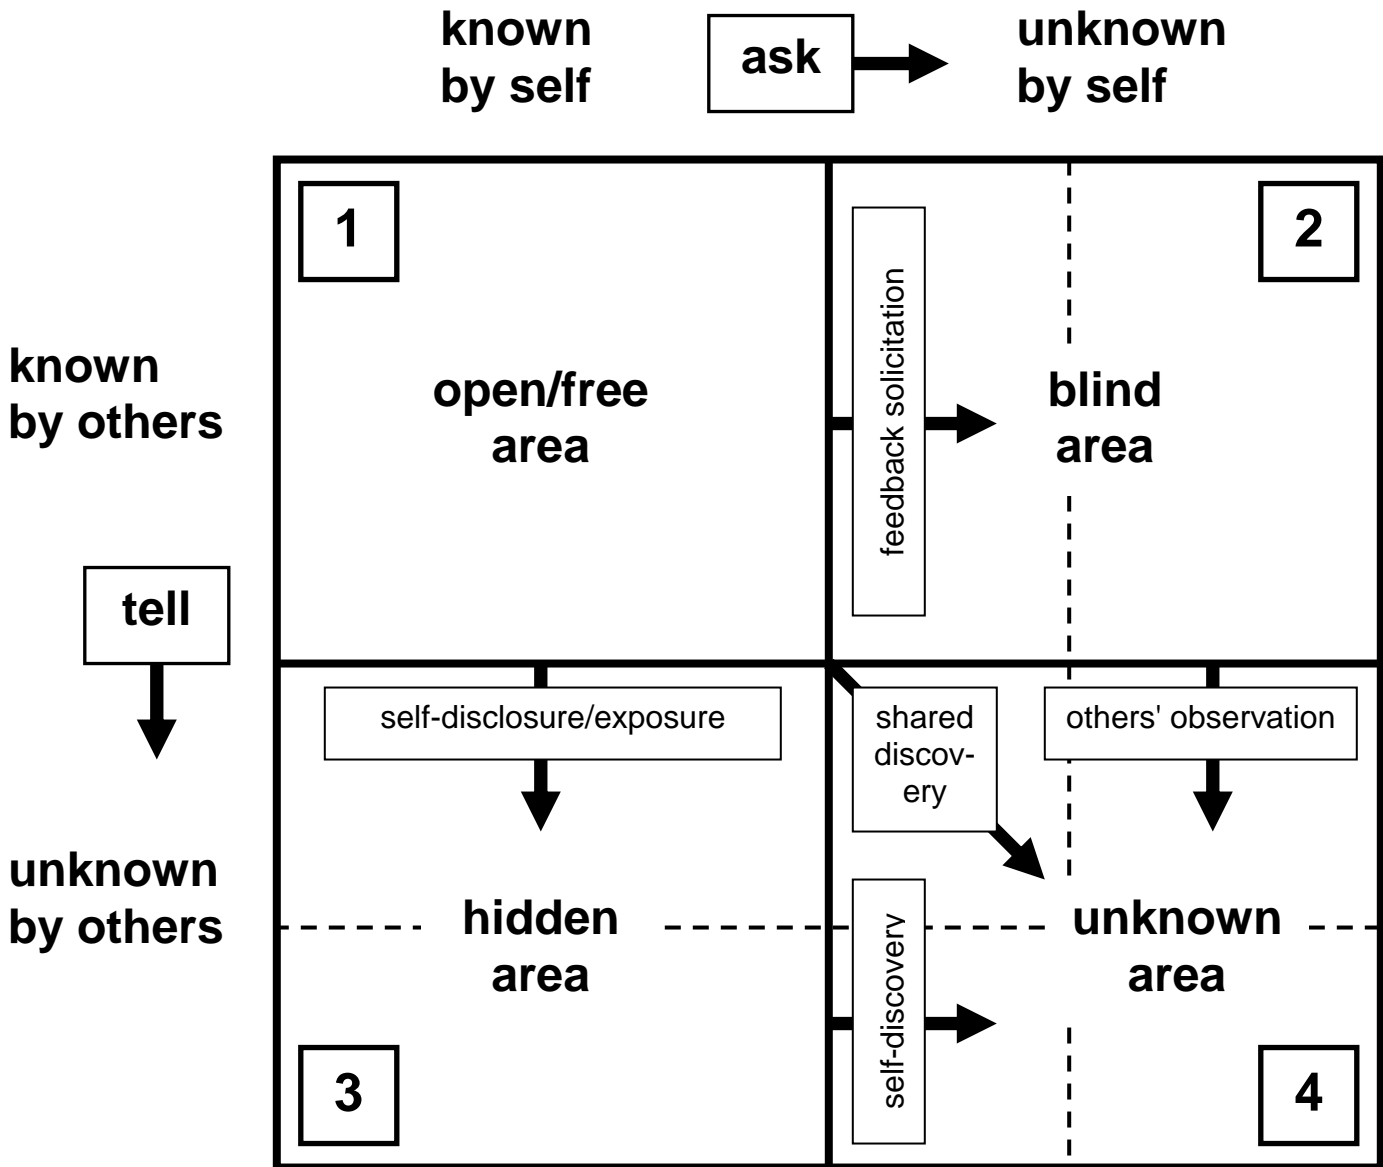 known
by self
ask
unknown
by self
1
2
known
by others
open/free
area
feedback solicitation
blind
area
tell
self-disclosure/exposure
shared
discov-
ery
others' observation
unknown
by others
hidden
area
self-discovery
unknown
area
3
4